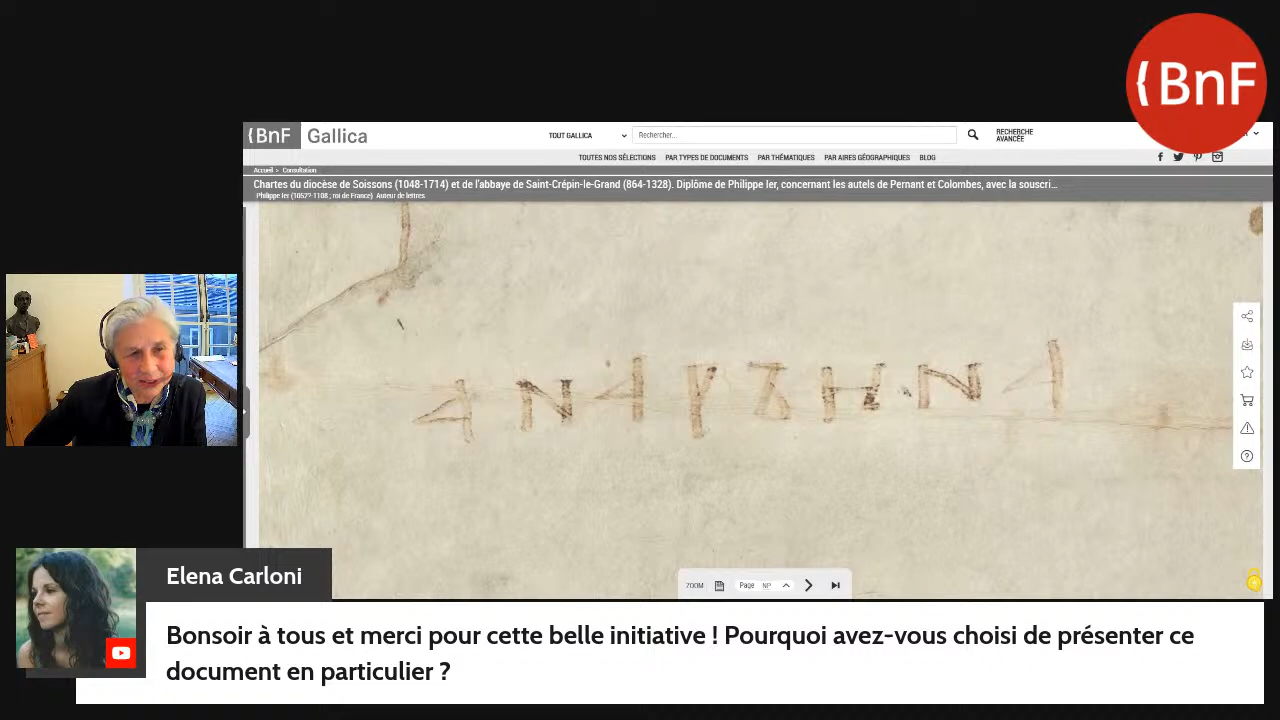 {BnF
{BnF Gallica
TOUT GALLICA
Rechercher...
RECHERCHE
AVANCÉE
TOUTES NOS SÉLECTIONS PAR TYPES DE DOCUMENTS PAR THÉMATIQUES PAR AIRES GÉOGRAPHIQUES BLOG
Accueil > Consultation
Chartes du diocèse de Soissons (1048-1714) et de l'abbaye de Saint-Crépin-le-Grand (864-1328). Diplôme de Philippe Ier, concernant les autels de Pernant et Colombes, avec la souscri...
Philippe Ier (1052?-1108 ; roi de France) Auteur de lettres
АНАРЪИНА
ZOOM Page NP
Elena Carloni
Bonsoir à tous et merci pour cette belle initiative ! Pourquoi avez-vous choisi de présenter ce
document en particulier ?